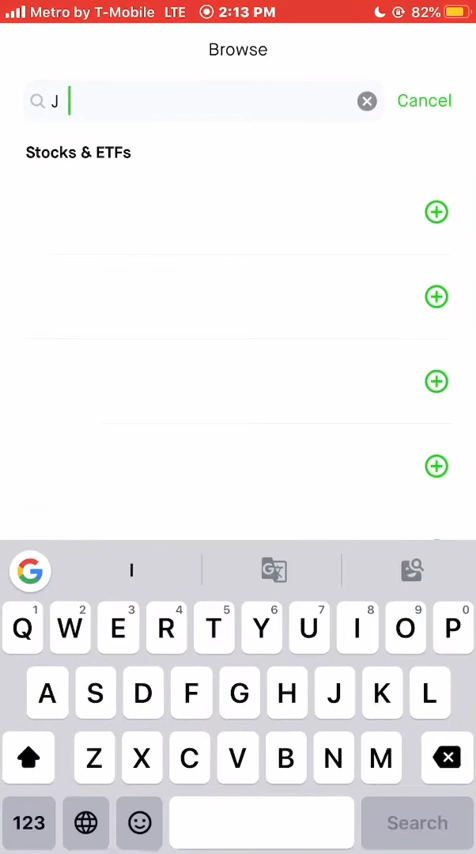 Metro by T-Mobile LTE 2:13 PM 82%
Browse
J
Cancel
Stocks & ETFs
I
1 2 3 4 5 6 7 8 9 0
Q W E R T Y U I O P
A S D F G H J K L
Z X C V B N M
123
Search